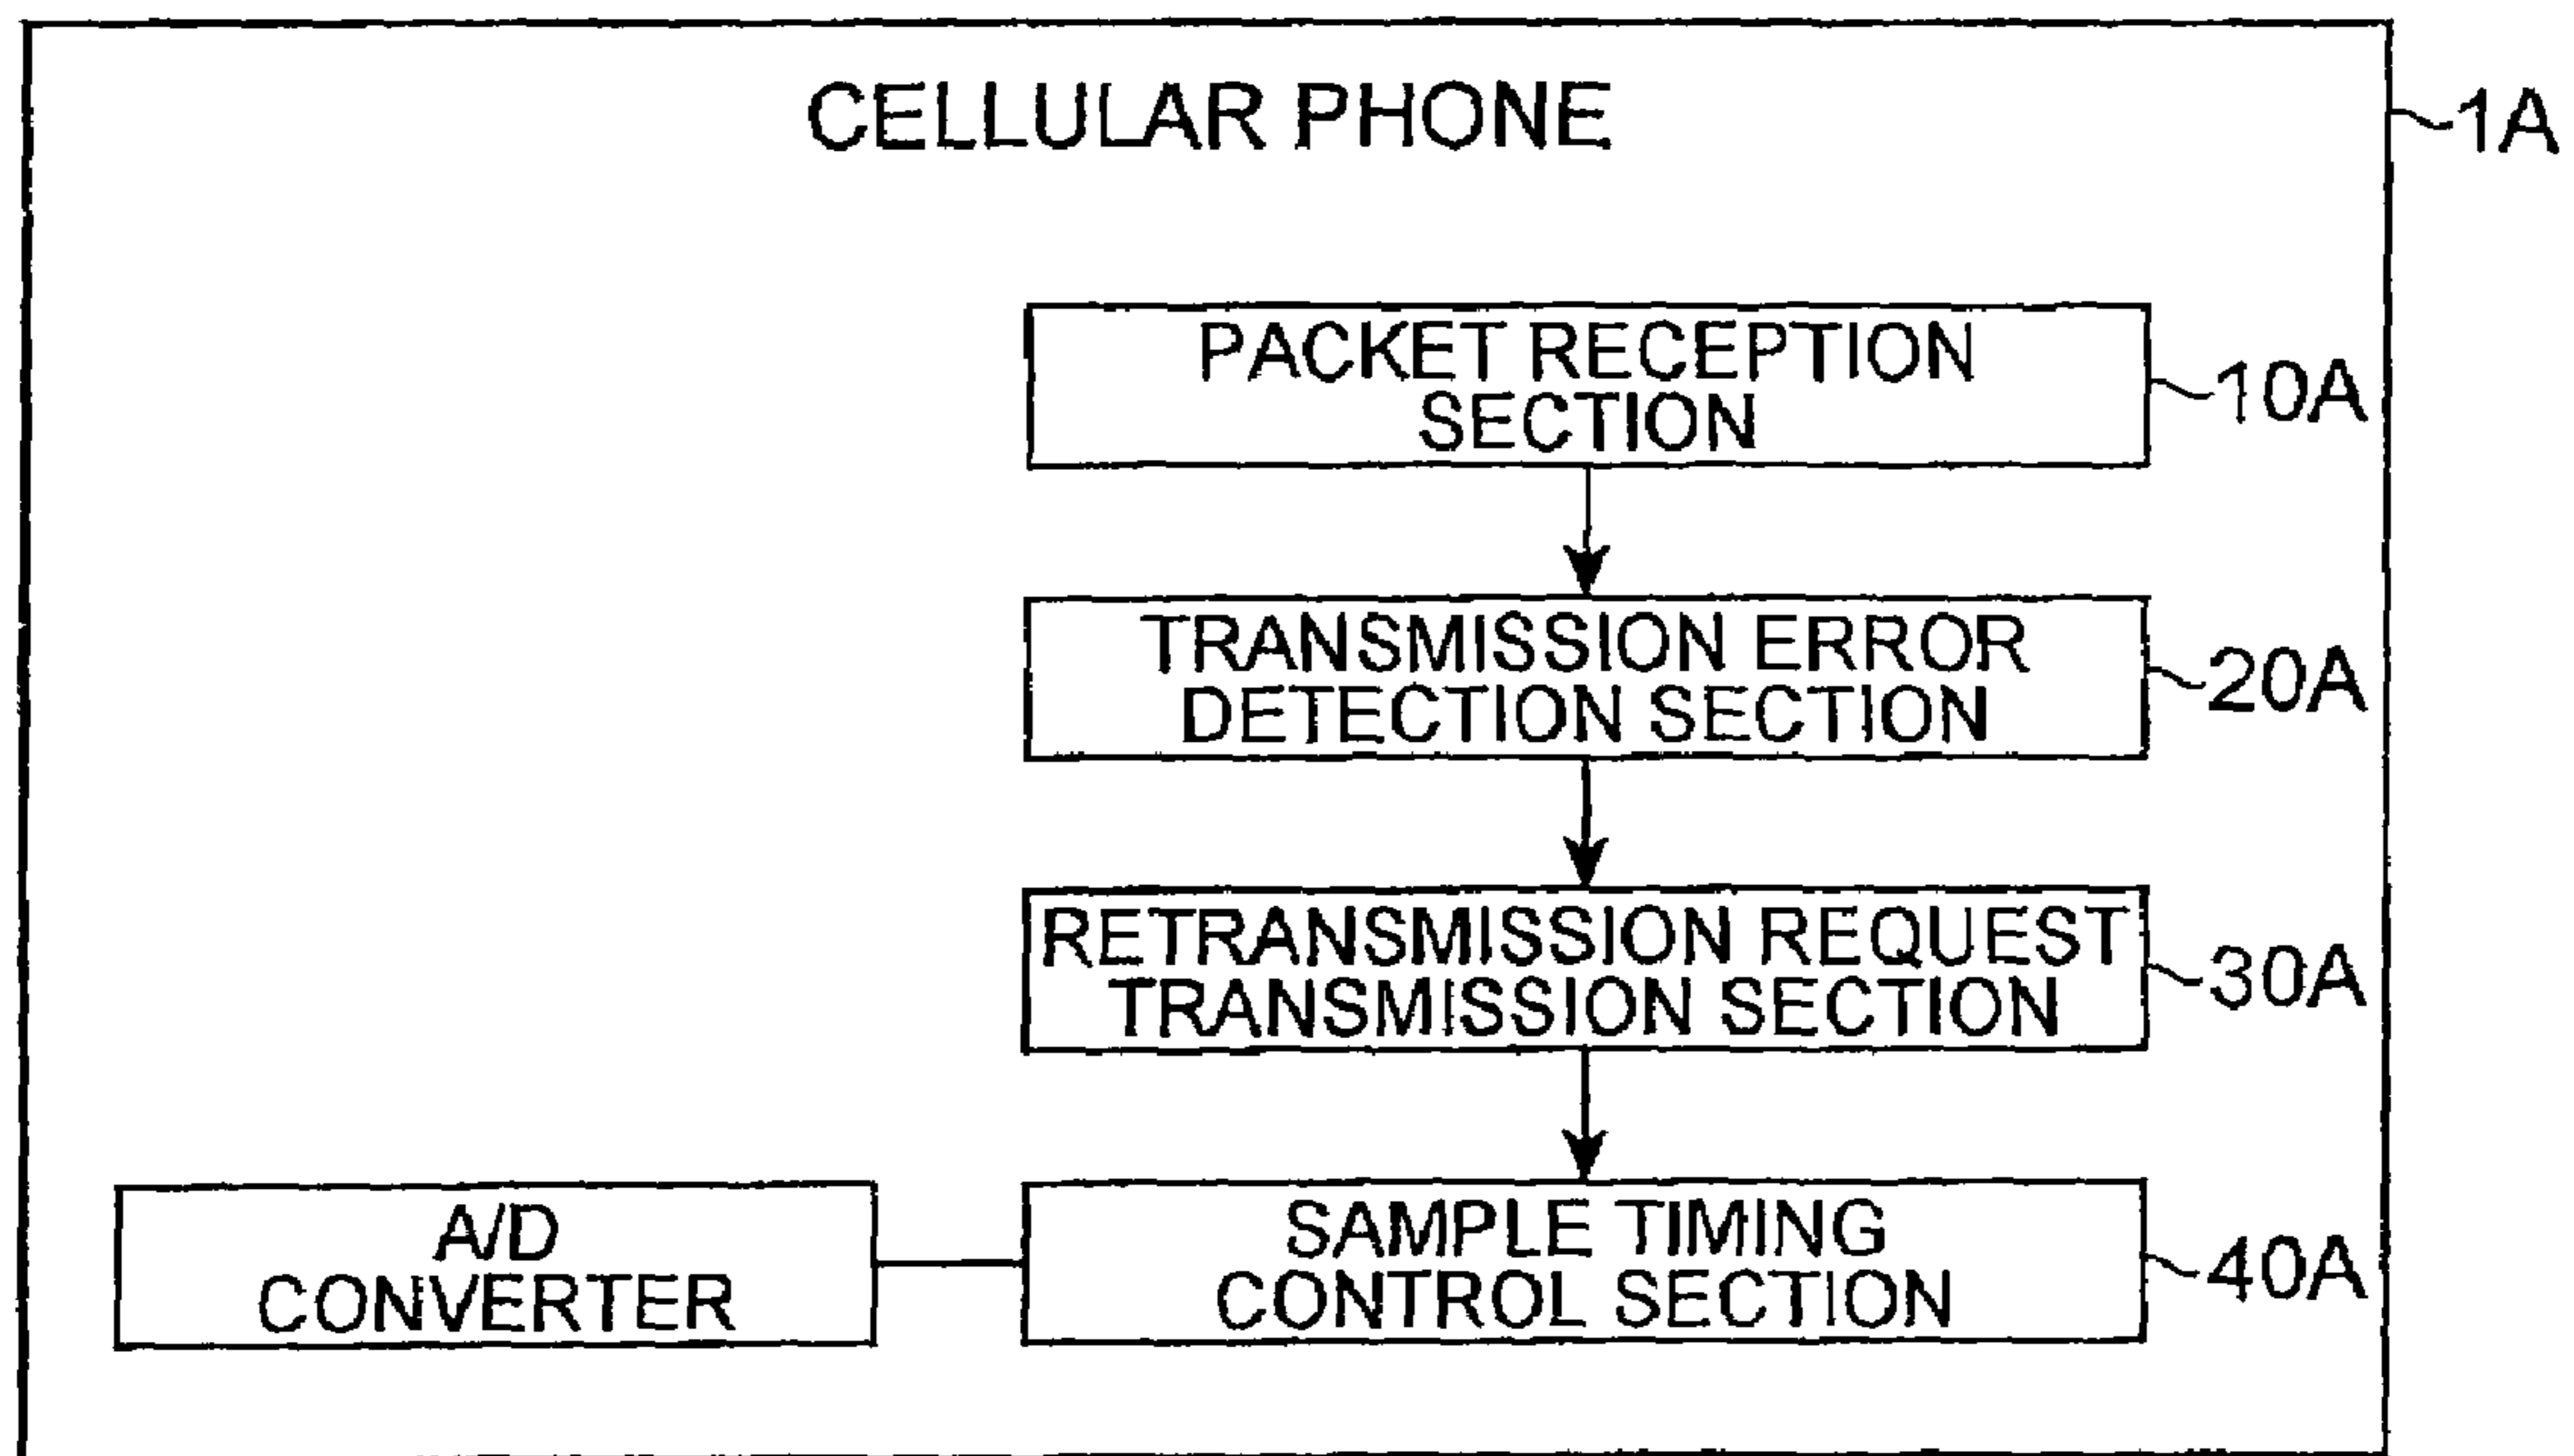 CELLULAR PHONE
1A
PACKET RECEPTION
SECTION
10A
TRANSMISSION ERROR
DETECTION SECTION
20A
RETRANSMISSION REQUEST
TRANSMISSION SECTION
30A
A/D
CONVERTER
SAMPLE TIMING
CONTROL SECTION
40A